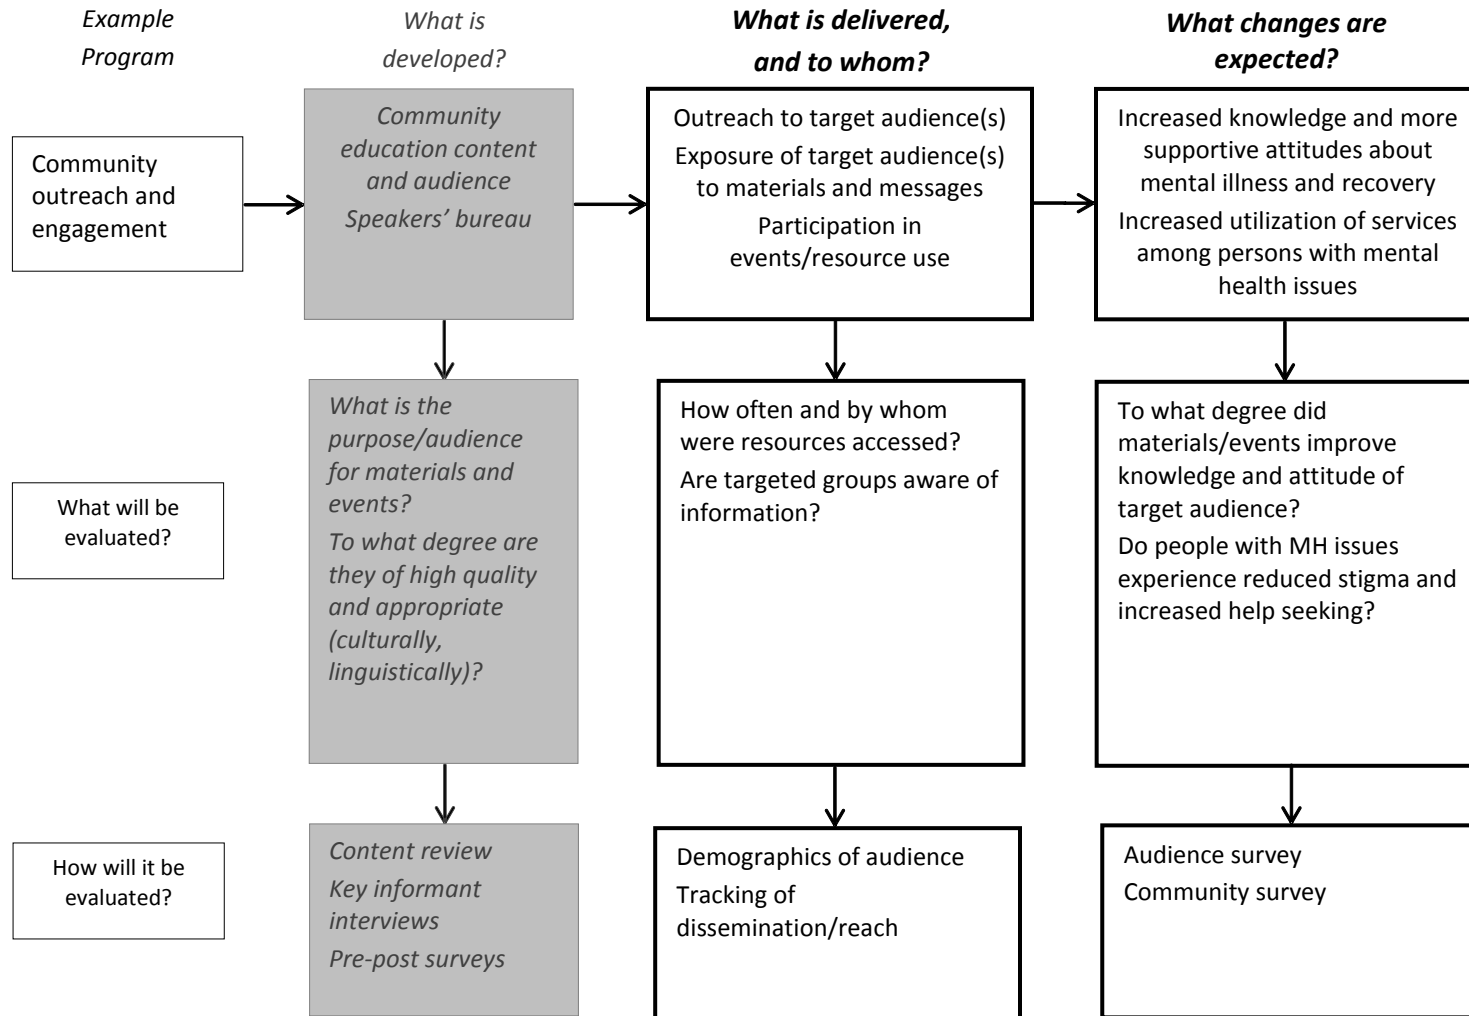 Example
Program
What is
developed?
What is delivered,
and to whom?
What changes are
expected?
Community
outreach and
engagement
Community
education content
and audience
Speakers’ bureau
Outreach to target audience(s)
Exposure of target audience(s)
to materials and messages
Participation in
events/resource use
Increased knowledge and more
supportive attitudes about
mental illness and recovery
Increased utilization of services
among persons with mental
health issues
What will be
evaluated?
What is the
purpose/audience
for materials and
events?
To what degree are
they of high quality
and appropriate
(culturally,
linguistically)?
How often and by whom
were resources accessed?
Are targeted groups aware of
information?
To what degree did
materials/events improve
knowledge and attitude of
target audience?
Do people with MH issues
experience reduced stigma and
increased help seeking?
How will it be
evaluated?
Content review
Key informant
interviews
Pre-post surveys
Demographics of audience
Tracking of
dissemination/reach
Audience survey
Community survey